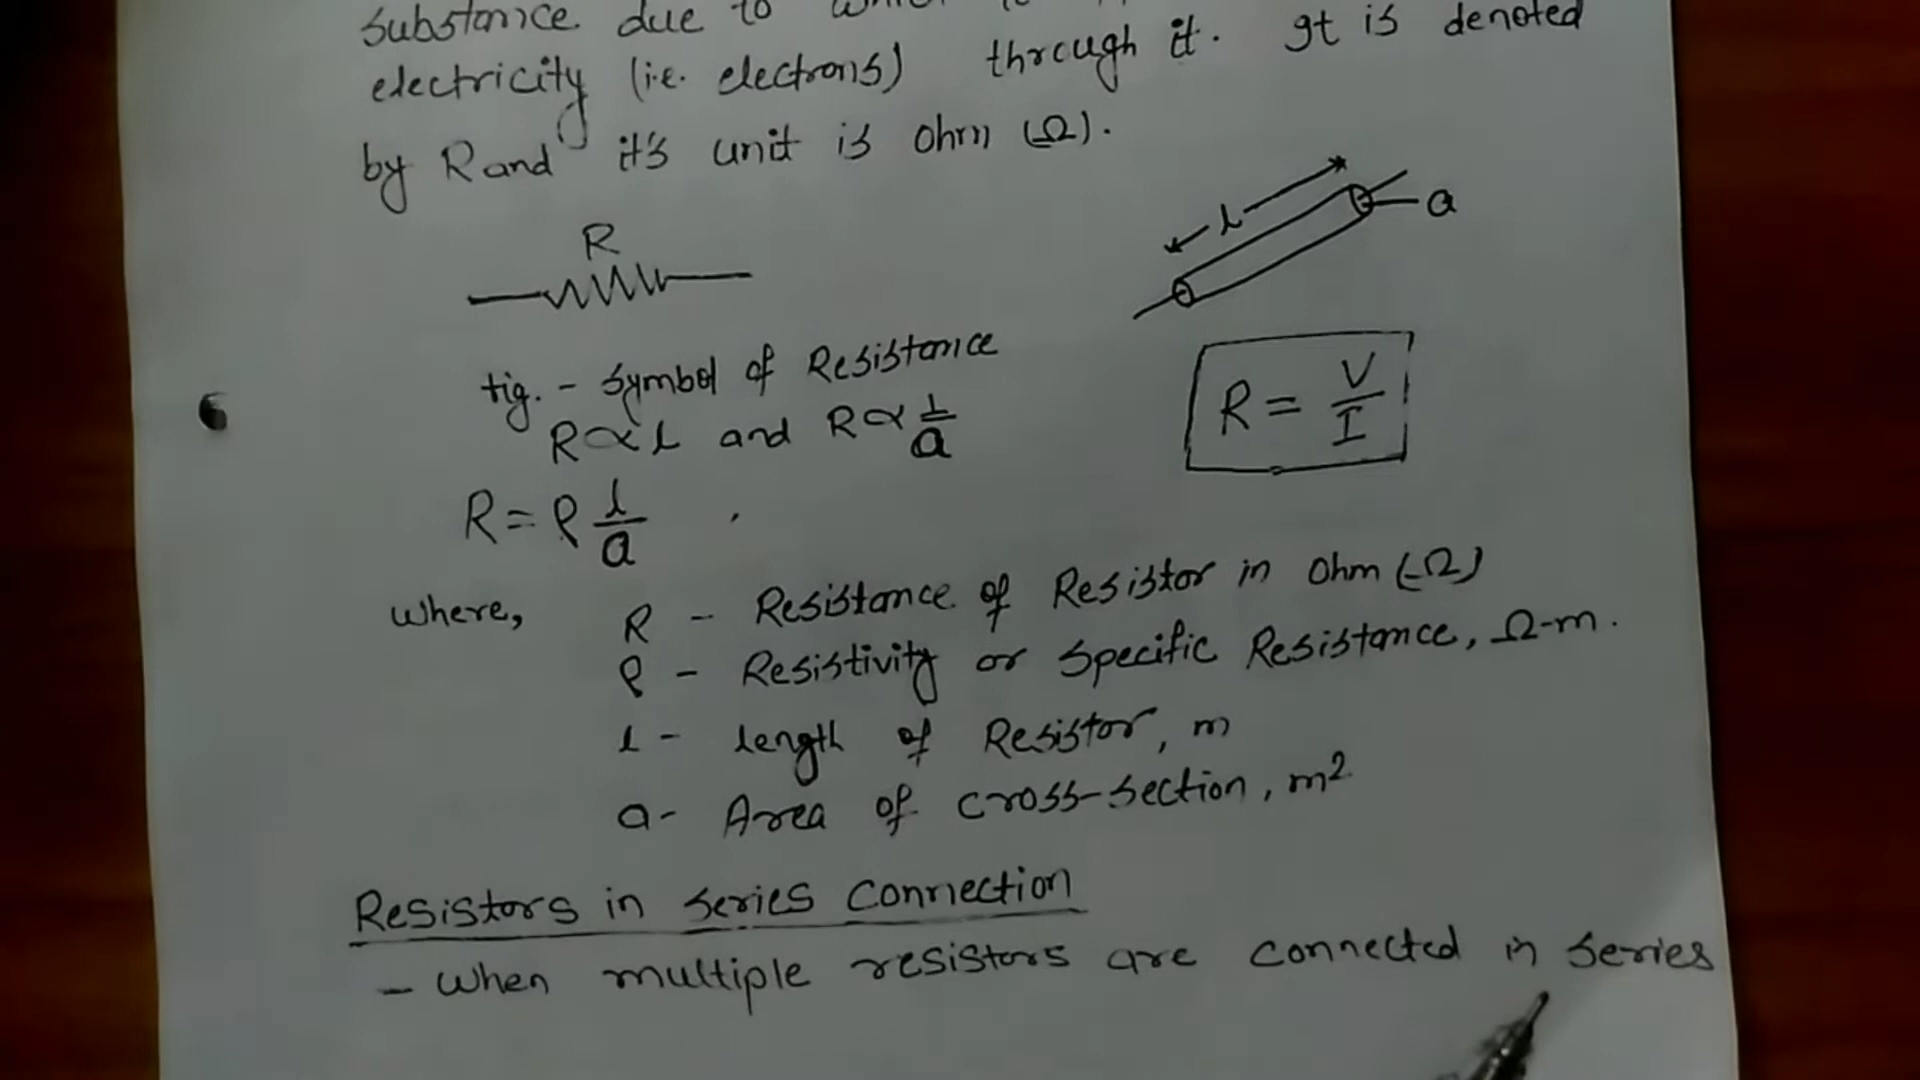 substance due to
electricity (i.e. electrons) through it. It is denoted
by R and it's unit is ohm (Ω).
l
a
R
fig. - Symbol of Resistance
R ∝ l and R ∝ 1/a
R = V/I
R = ρ l/a
where, R - Resistance of Resistor in Ohm (Ω)
ρ - Resistivity or Specific Resistance, Ω-m.
l - length of Resistor, m
a - Area of cross-section, m²
Resistors in Series Connection
- When multiple resistors are connected in series